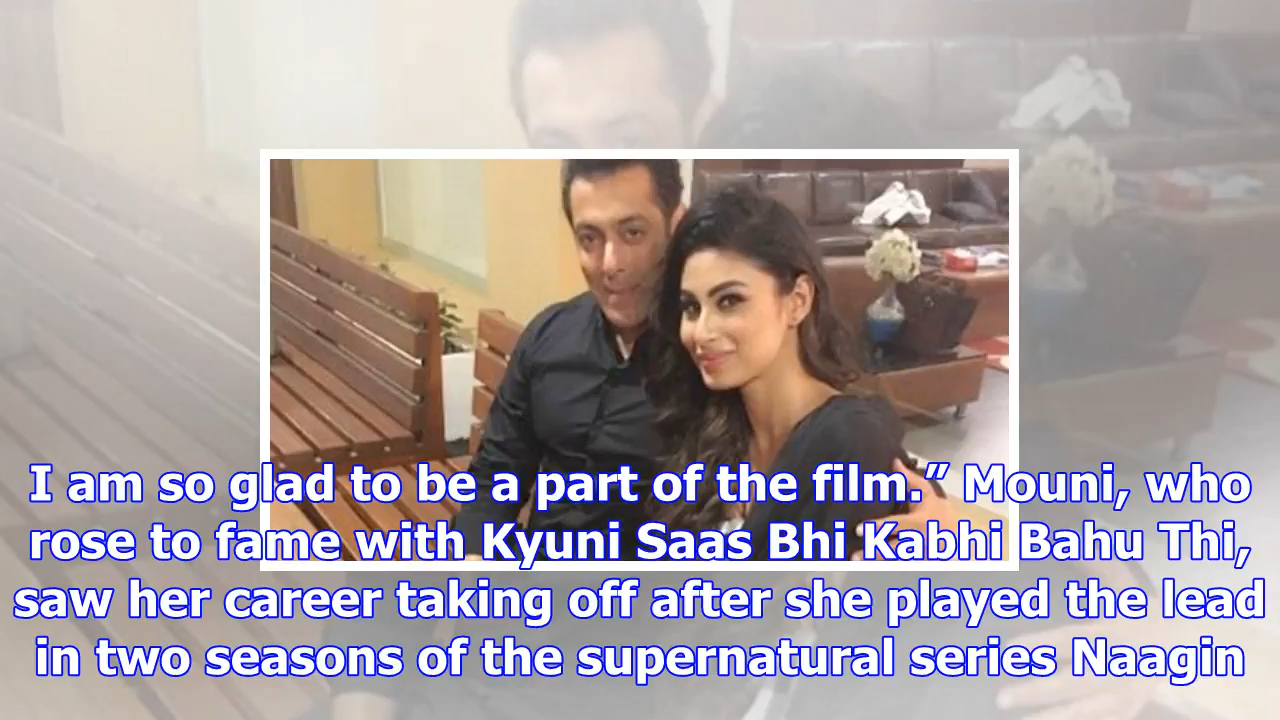 I am so glad to be a part of the film.” Mouni, who
rose to fame with Kyuni Saas Bhi Kabhi Bahu Thi,
saw her career taking off after she played the lead
in two seasons of the supernatural series Naagin